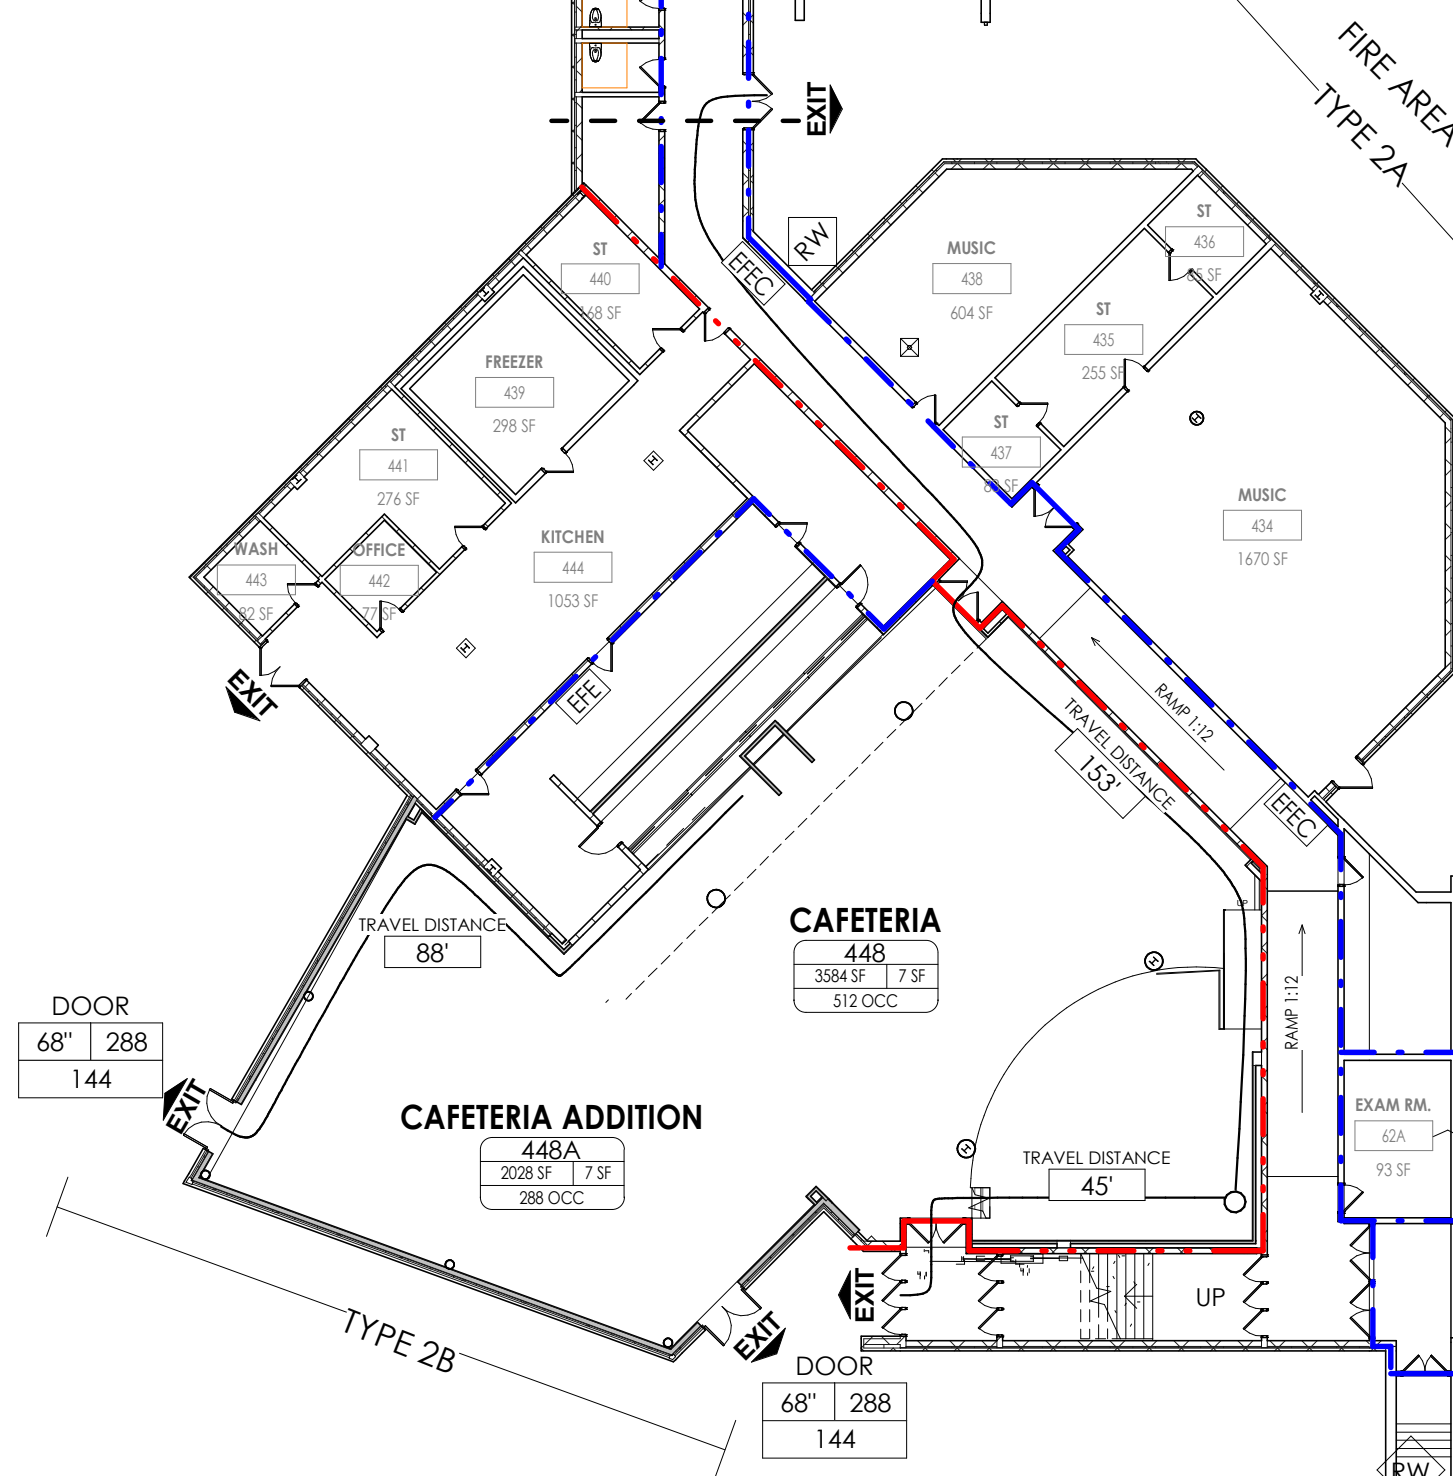 FIRE AREA
TYPE 2A
EXIT
RW
EFEC
ST
436
85 SF
MUSIC
438
604 SF
ST
440
168 SF
ST
435
255 SF
FREEZER
439
298 SF
ST
437
ST
441
276 SF
MUSIC
434
1670 SF
KITCHEN
444
1053 SF
WASH
443
82 SF
OFFICE
442
77 SF
EXIT
EFE
RAMP 1:12
TRAVEL DISTANCE
153'
EFEC
UP
CAFETERIA
448
3584 SF 7 SF
512 OCC
TRAVEL DISTANCE
88'
RAMP 1:12
DOOR
68" 288
144
EXIT
CAFETERIA ADDITION
448A
2028 SF 7 SF
288 OCC
EXAM RM.
62A
93 SF
TRAVEL DISTANCE
45'
EXIT
UP
TYPE 2B
EXIT
DOOR
68" 288
144
RW